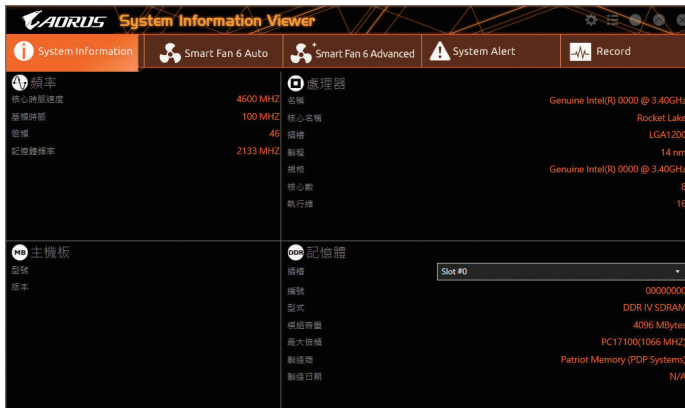 AORUS System Information Viewer
System Information
Smart Fan 6 Auto
Smart Fan 6 Advanced
System Alert
Record
頻率
核心時脈速度 4600 MHZ
基頻時脈 100 MHZ
倍頻 46
記憶體頻率 2133 MHZ
處理器
名稱 Genuine Intel(R) 0000 @ 3.40GHz
核心名稱 Rocket Lake
插槽 LGA1200
製程 14 nm
規格 Genuine Intel(R) 0000 @ 3.40GHz
核心數 8
執行緒 16
MB 主機板
型號
版本
DDR 記憶體
插槽 Slot #0
編號 00000000
型式 DDR IV SDRAM
模組容量 4096 MBytes
最大倍頻 PC17100(1066 MHZ)
製造商 Patriot Memory (PDP Systems)
製造日期 N/A